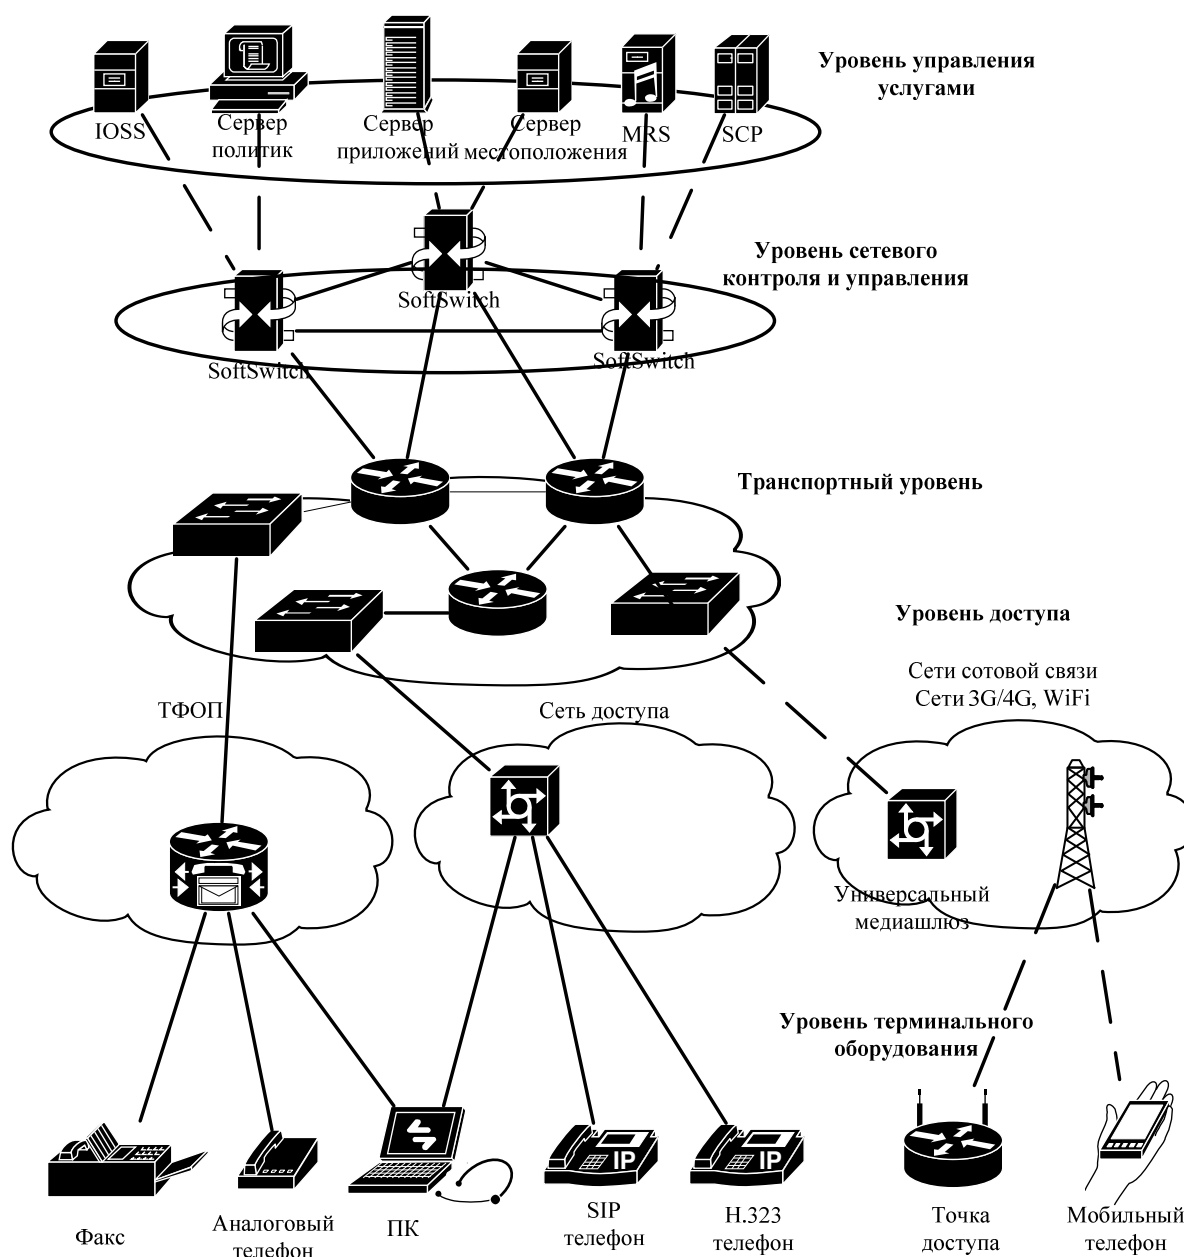 Уровень управления
услугами
IOSS
Сервер
политик
Сервер
приложений
Сервер
местоположения
MRS
SCP
Уровень сетевого
контроля и управления
SoftSwitch
SoftSwitch
SoftSwitch
Транспортный уровень
Уровень доступа
Сети сотовой связи
Сети 3G/4G, WiFi
ТФОП
Сеть доступа
Универсальный
медиашлюз
Уровень терминального
оборудования
IP
IP
Факс
Аналоговый
телефон
ПК
SIP
телефон
H.323
телефон
Точка
доступа
Мобильный
телефон